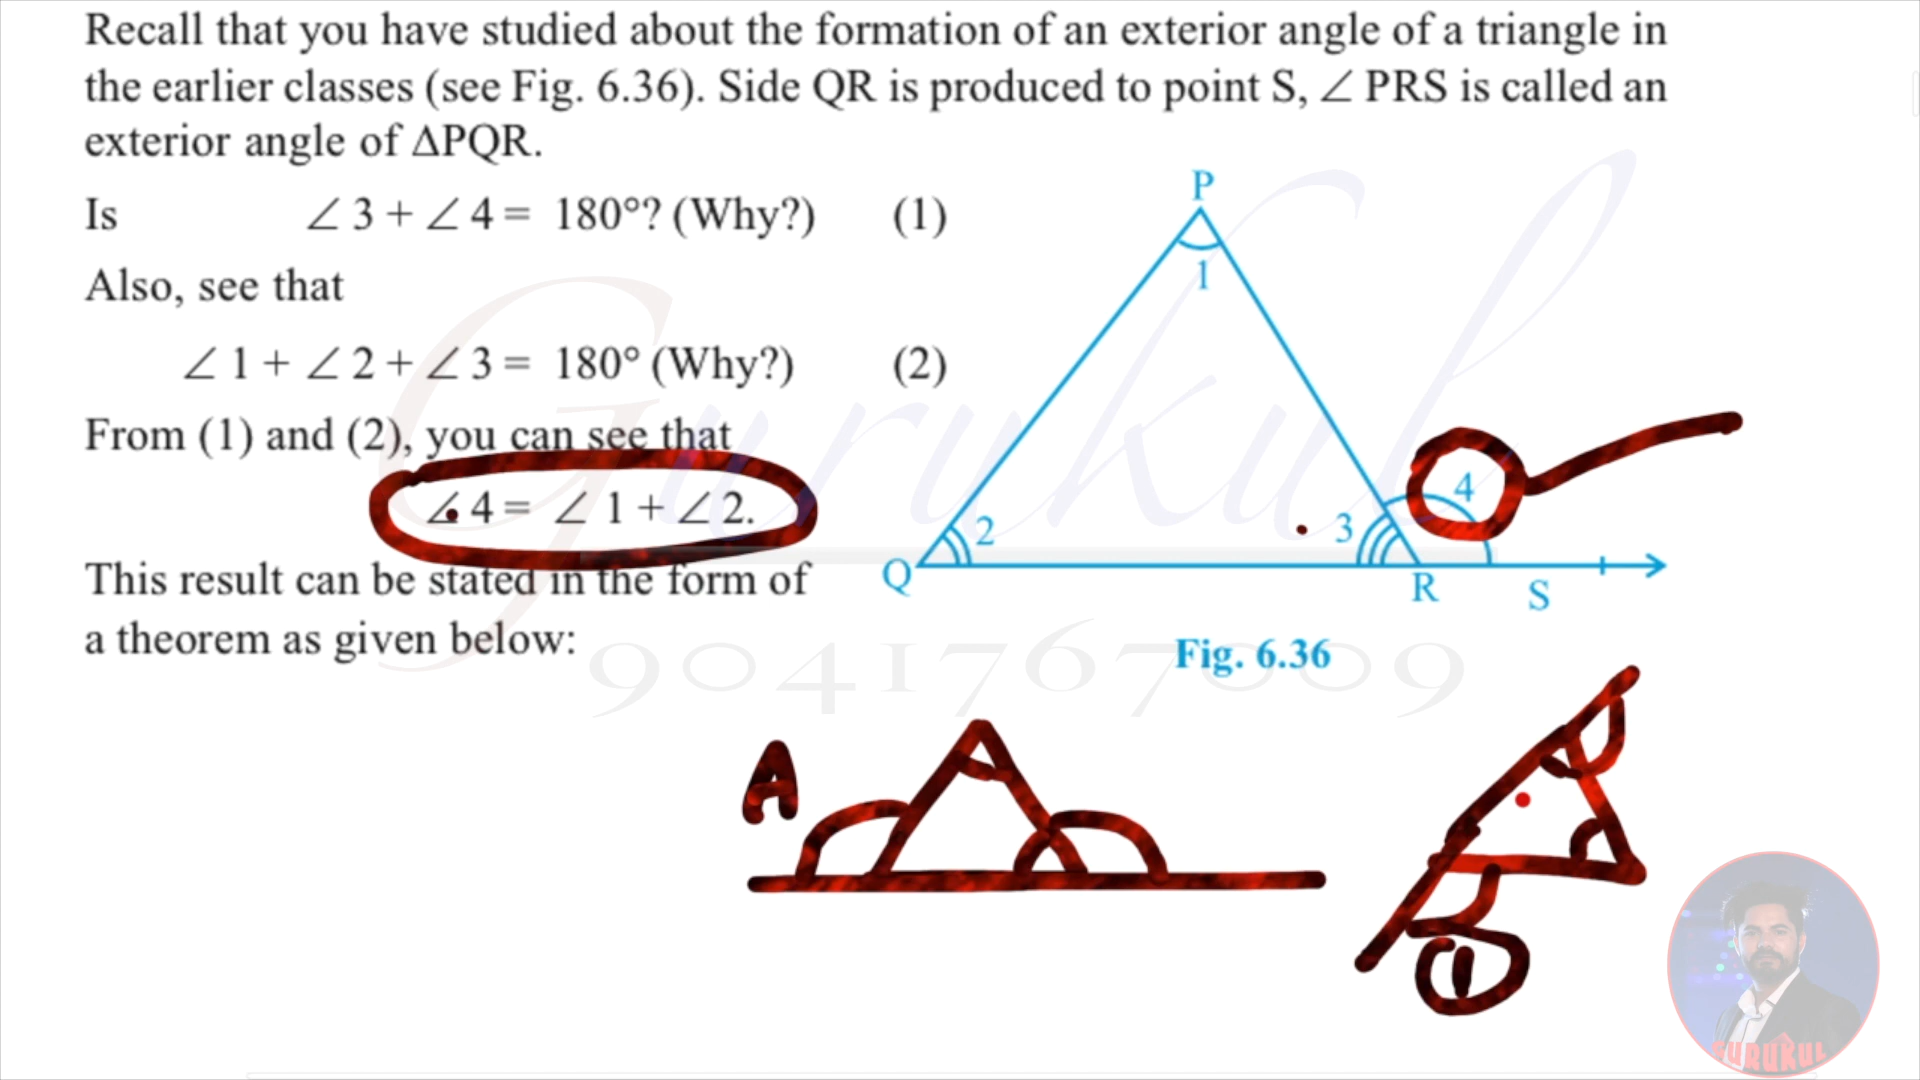 Recall that you have studied about the formation of an exterior angle of a triangle in
the earlier classes (see Fig. 6.36). Side QR is produced to point S, ∠ PRS is called an
exterior angle of ΔPQR.
Is ∠ 3 + ∠ 4 = 180°? (Why?) (1)
Also, see that
∠ 1 + ∠ 2 + ∠ 3 = 180° (Why?) (2)
From (1) and (2), you can see that
∠ 4 = ∠ 1 + ∠ 2.
This result can be stated in the form of
a theorem as given below:
P
1
2
3
4
Q
R
S
Fig. 6.36
Gurukul
9041767009
A
1
GURUKUL